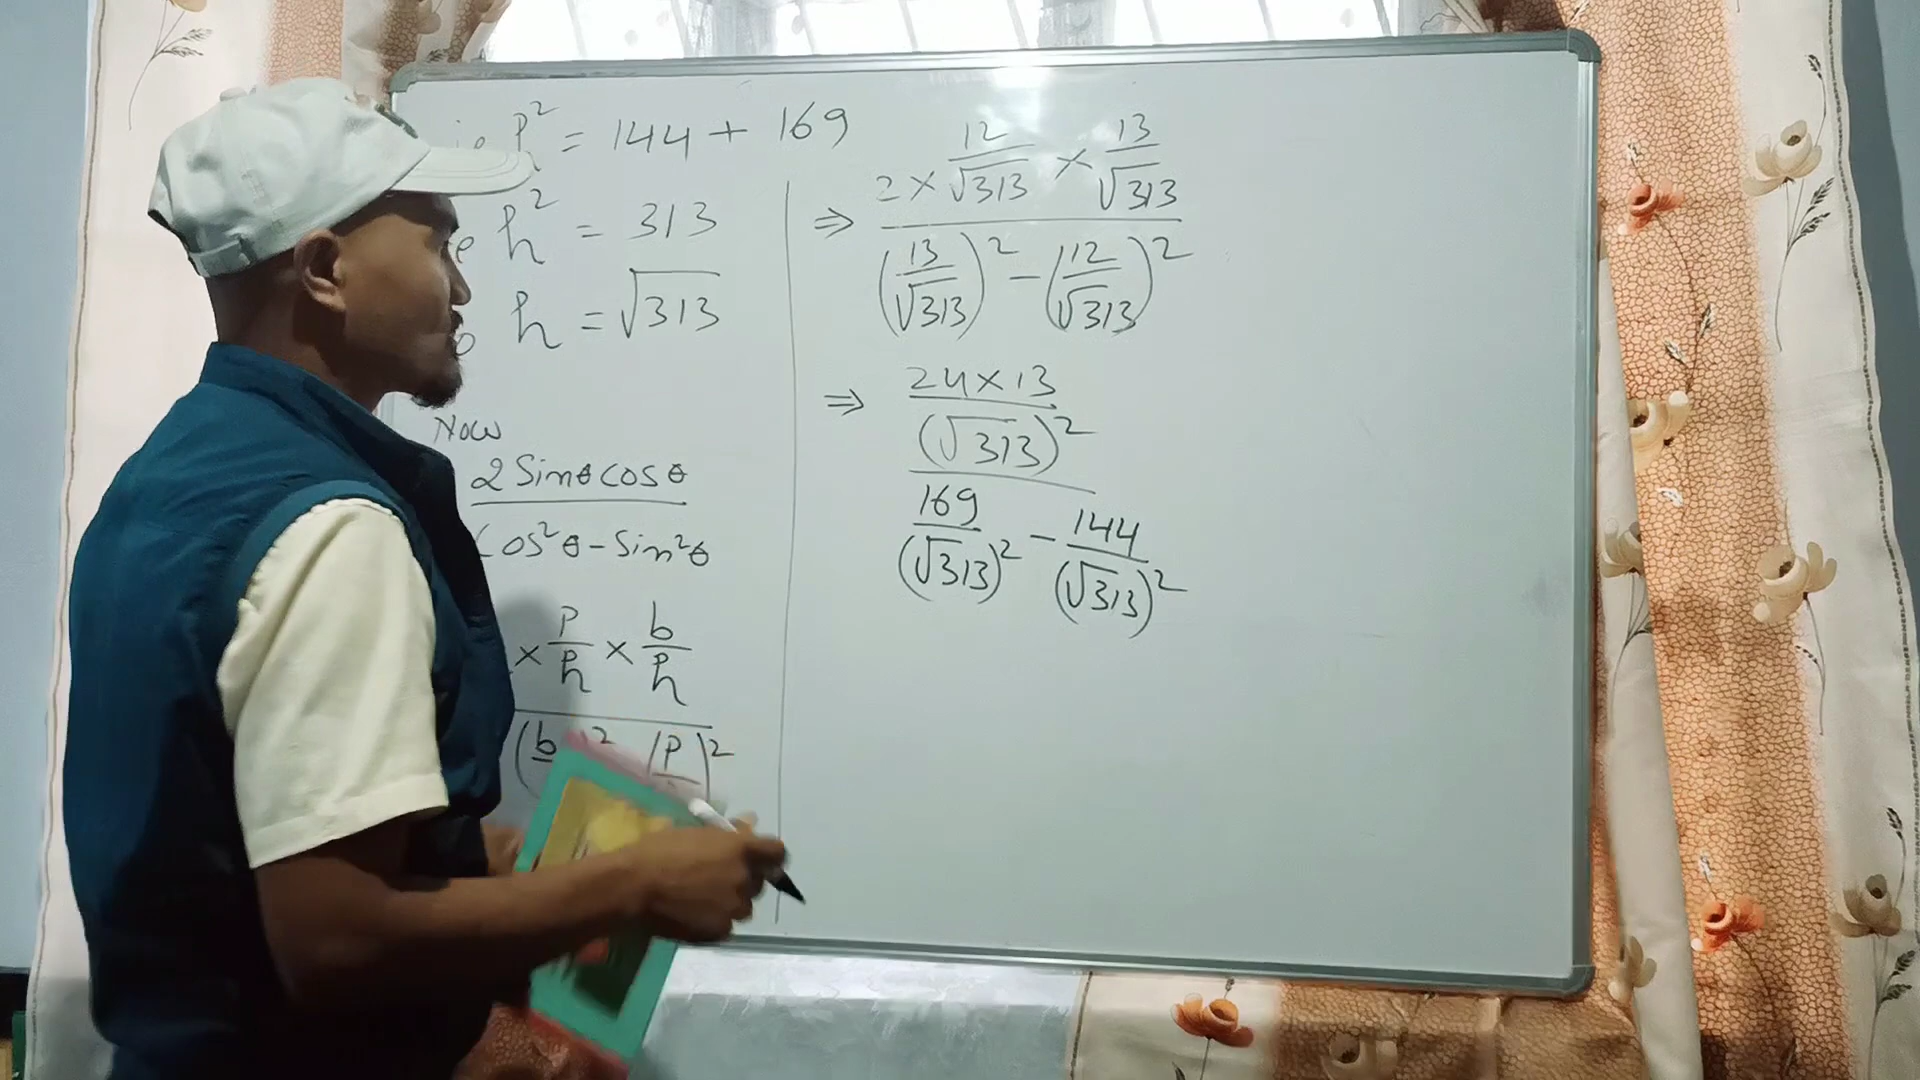 h² = 144 + 169
h² = 313
h = √313
Now
2 Sinθ cosθ
Cos²θ - Sin²θ
× p/h × b/h
(b )² (p )²
⇒ 2 × 12/√313 × 13/√313
(13/√313)² - (12/√313)²
⇒ 24 × 13
(√313)²
169/(√313)² - 144/(√313)²